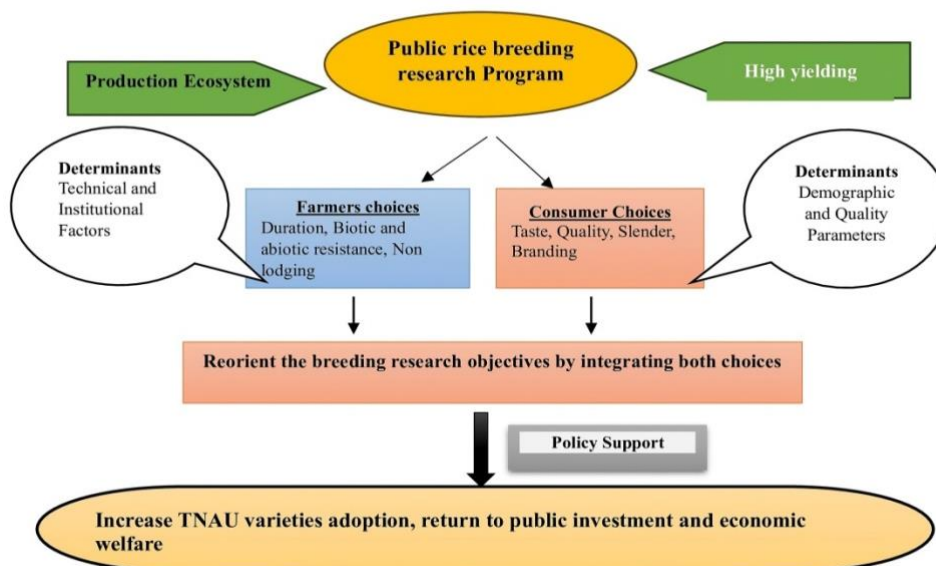 Public rice breeding
research Program
Production Ecosystem
High yielding
Determinants
Technical and
Institutional
Factors
Farmers choices
Duration, Biotic and
abiotic resistance, Non
lodging
Consumer Choices
Taste, Quality, Slender,
Branding
Determinants
Demographic
and Quality
Parameters
Reorient the breeding research objectives by integrating both choices
Policy Support
Increase TNAU varieties adoption, return to public investment and economic
welfare